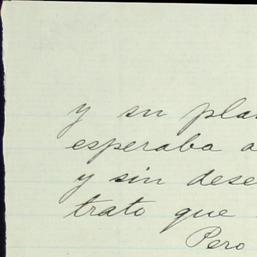 y su pla
esperaba a
y sin dese
trato que
Pero